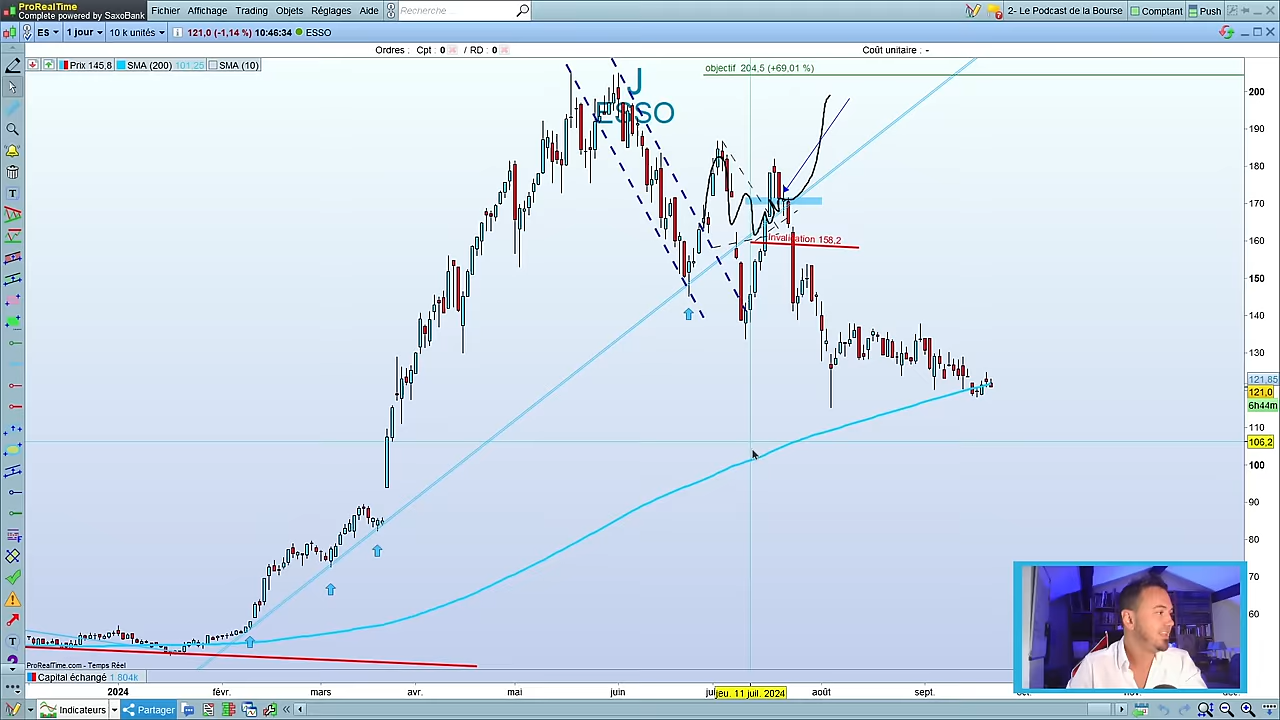 ProRealTime
Complete powered by SaxoBank
Fichier Affichage Trading Objets Réglages Aide
Recherche
2- Le Podcast de la Bourse Comptant Push
ES 1 jour 10 k unités i 121,0 (-1,14 %) 10:46:34 ESSO
Ordres : Cpt : 0 / RD : 0 Coût unitaire : -
Prix 145,8 SMA (200) 101,25 SMA (10)
objectif 204,5 (+69,01 %)
J
ESSO
Invalidation 158,2
200
190
180
170
160
150
140
130
121,85
121,0
6h44m
110
106,2
100
90
80
70
60
ProRealTime.com - Temps Réel
Capital échangé 1 804k
2024 févr. mars avr. mai juin juil jeu. 11 juil. 2024 août sept.
Indicateurs Partager